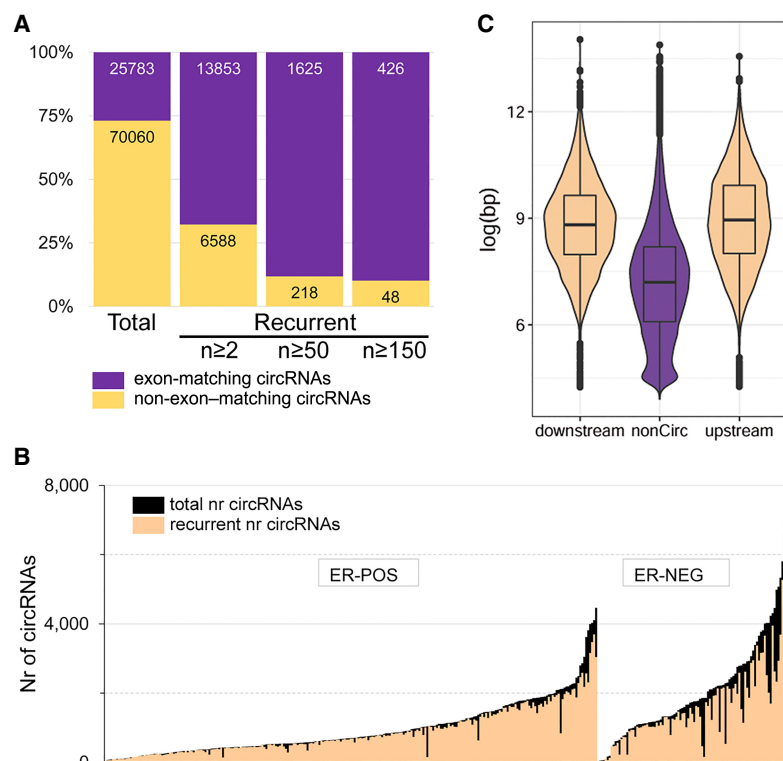 A
100%
75%
50%
25%
0%
25783
13853
1625
426
70060
6588
218
48
Total
Recurrent
n≥2
n≥50
n≥150
exon-matching circRNAs
non-exon–matching circRNAs
C
log(bp)
12
9
6
downstream
nonCirc
upstream
B
Nr of circRNAs
8,000
4,000
0
total nr circRNAs
recurrent nr circRNAs
ER-POS
ER-NEG